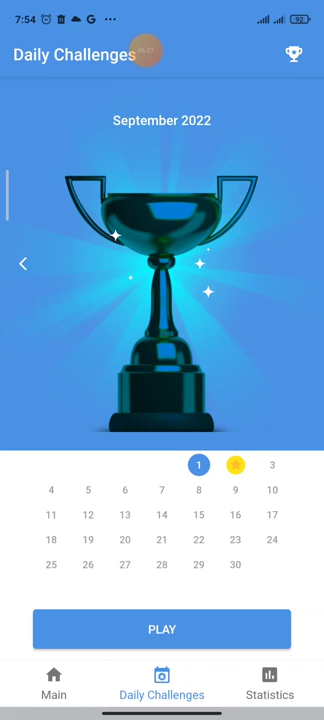 7:54 G ... 92
Daily Challenges 06:07
September 2022
1 3
4 5 6 7 8 9 10
11 12 13 14 15 16 17
18 19 20 21 22 23 24
25 26 27 28 29 30
PLAY
Main Daily Challenges Statistics